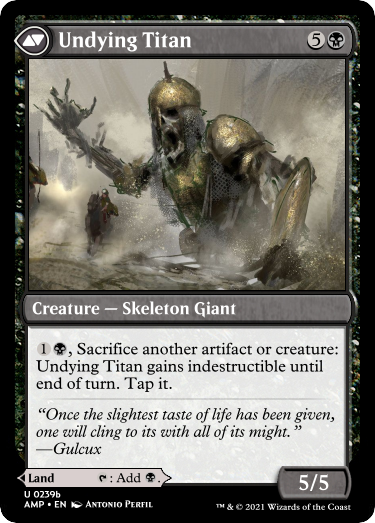 Undying Titan 5
Creature — Skeleton Giant
1, Sacrifice another artifact or creature:
Undying Titan gains indestructible until
end of turn. Tap it.
“Once the slightest taste of life has been given,
one will cling to its with all of its might.”
—Gulcux
Land : Add .
5/5
U 0239b
AMP • EN Antonio Perfil
™ & © 2021 Wizards of the Coast